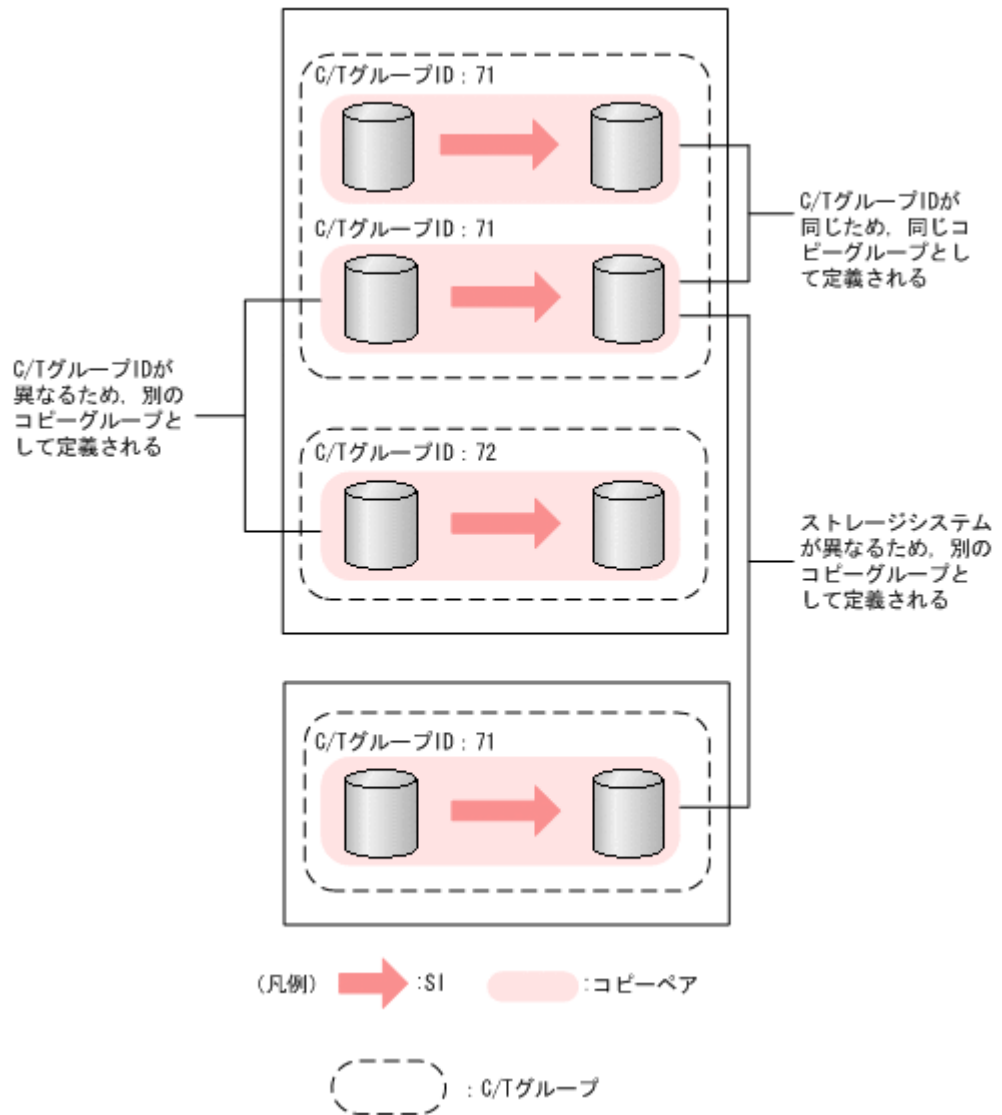 C/TグループID：71
C/TグループID：71
C/TグループIDが
同じため，同じコ
ピーグループとし
て定義される
C/TグループIDが
異なるため，別の
コピーグループと
して定義される
C/TグループID：72
ストレージシステム
が異なるため，別の
コピーグループと
して定義される
C/TグループID：71
(凡例) :SI :コピーペア
：C/Tグループ